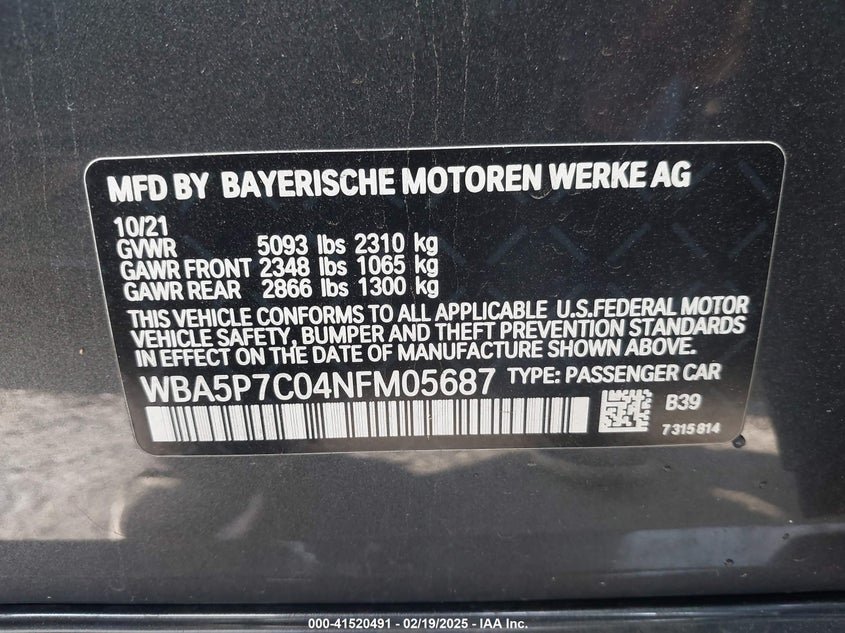 MFD BY BAYERISCHE MOTOREN WERKE AG
10/21
GVWR 5093 lbs 2310 kg
GAWR FRONT 2348 lbs 1065 kg
GAWR REAR 2866 lbs 1300 kg
THIS VEHICLE CONFORMS TO ALL APPLICABLE U.S.FEDERAL MOTOR
VEHICLE SAFETY, BUMPER AND THEFT PREVENTION STANDARDS
IN EFFECT ON THE DATE OF MANUFACTURE SHOWN ABOVE.
WBA5P7C04NFM05687 TYPE: PASSENGER CAR
B39
7315814
000-41520491 - 02/19/2025 - IAA Inc.